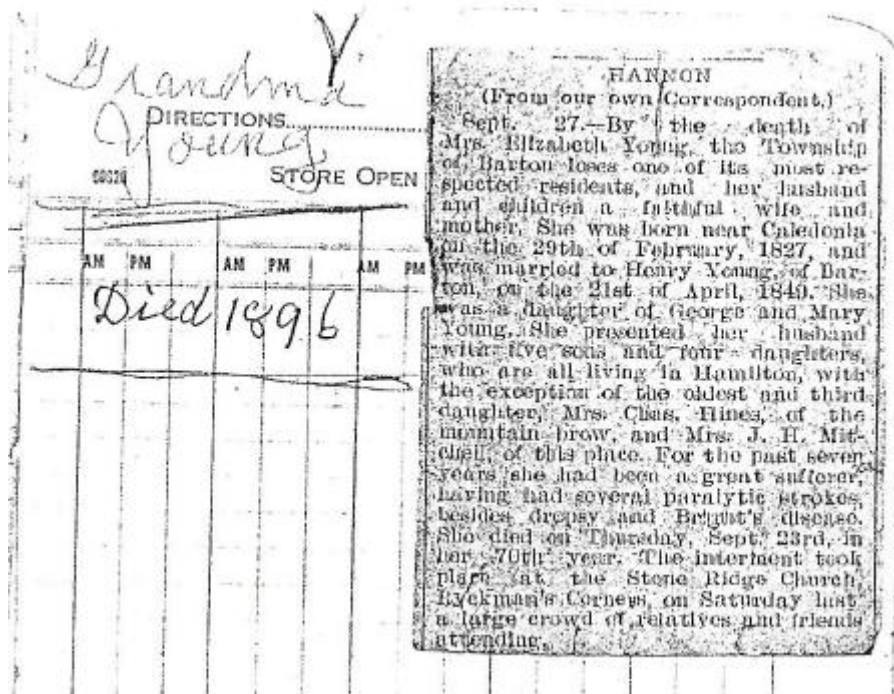 Grandma
Y
DIRECTIONS
Young
STORE OPEN
AM PM AM PM AM PM
Died 1896
HANNON
(From our own Correspondent.)
Sept. 27.—By the death of
Mrs. Elizabeth Young the Township
of Barton loses one of its most re-
spected residents, and her husband
and children a faithful wife and
mother. She was born near Caledonia
on the 29th of February, 1827, and
was married to Henry Young, of Bar-
ton, on the 21st of April, 1849. She
was a daughter of George and Mary
Young. She presented her husband
with five sons and four daughters,
who are all living in Hamilton, with
the exception of the oldest and third
daughter, Mrs. Chas. Hines, of the
mountain brow, and Mrs. J. H. Mit-
chell, of this place. For the past seven
years she had been a great sufferer,
having had several paralytic strokes,
besides dropsy and Bright's disease.
She died on Thursday, Sept. 23rd, in
her 70th year. The interment took
place at the Stone Ridge Church,
Ryckman's Corners, on Saturday last
a large crowd of relatives and friends
attending.